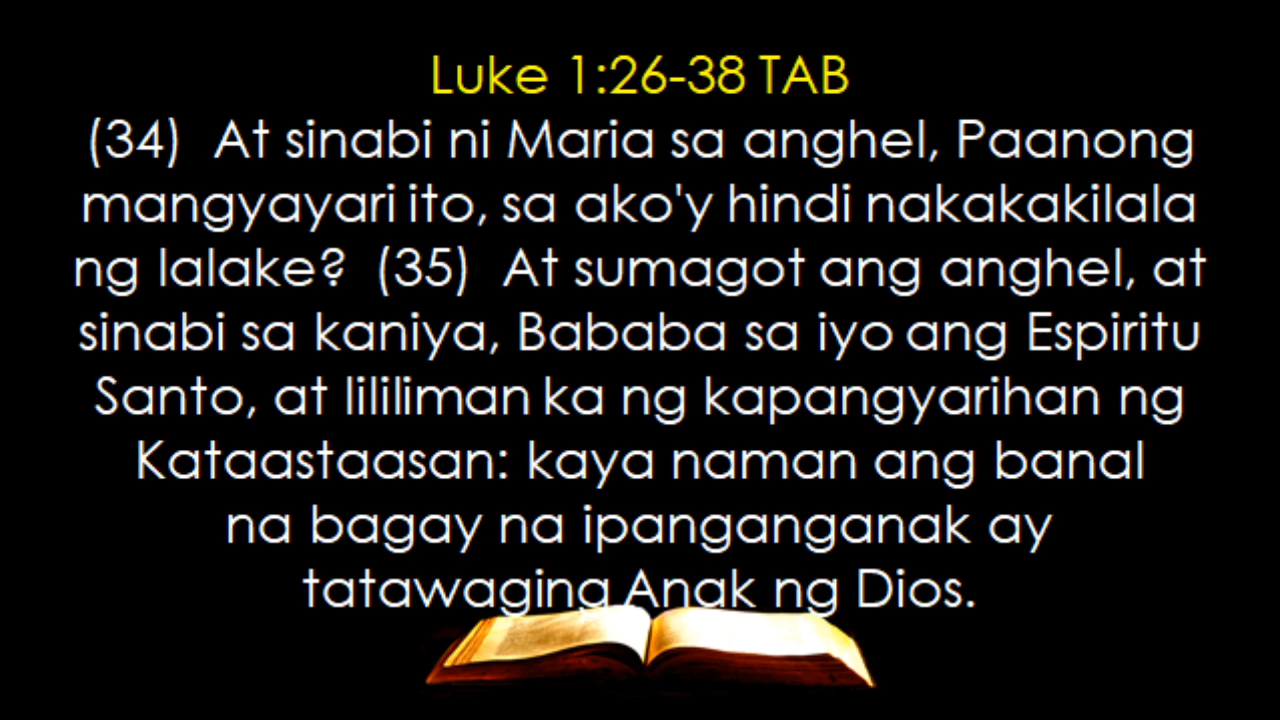 Luke 1:26-38 TAB
(34) At sinabi ni Maria sa anghel, Paanong
mangyayari ito, sa ako'y hindi nakakakilala
ng lalake? (35) At sumagot ang anghel, at
sinabi sa kaniya, Bababa sa iyo ang Espiritu
Santo, at lililiman ka ng kapangyarihan ng
Kataastaasan: kaya naman ang banal
na bagay na ipanganganak ay
tatawaging Anak ng Dios.